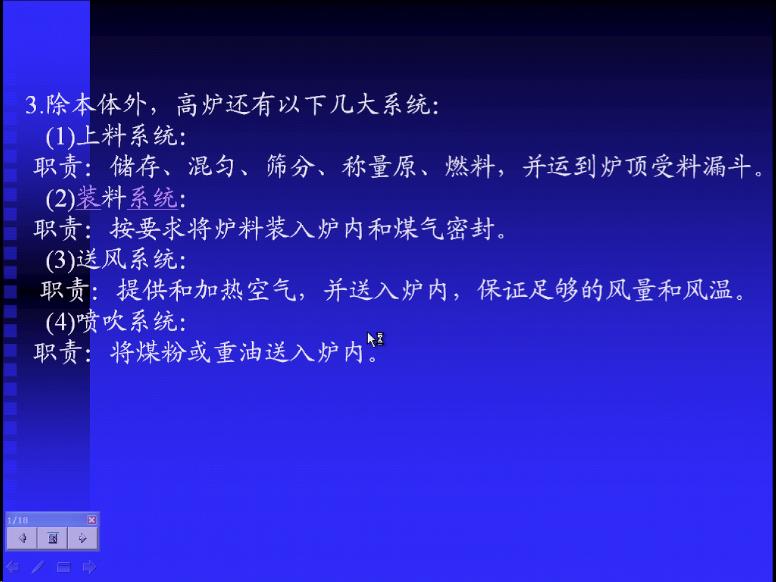 3.除本体外，高炉还有以下几大系统：
(1)上料系统：
职责：储存、混匀、筛分、称量原、燃料，并运到炉顶受料漏斗。
(2)装料系统：
职责：按要求将炉料装入炉内和煤气密封。
(3)送风系统：
职责：提供和加热空气，并送入炉内，保证足够的风量和风温。
(4)喷吹系统：
职责：将煤粉或重油送入炉内。
1/18